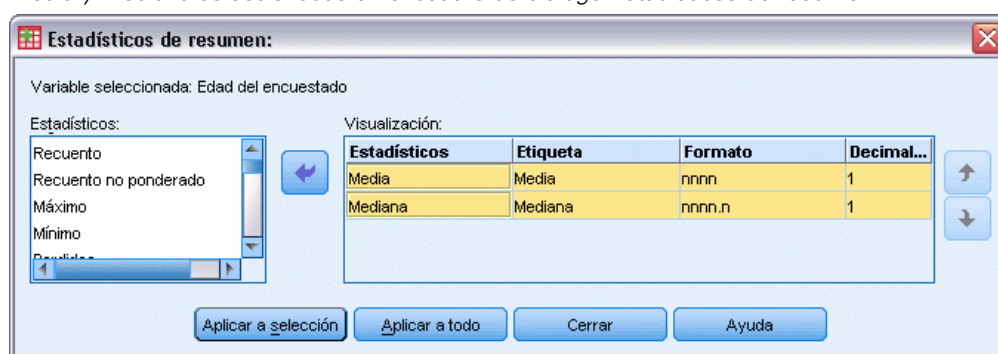 Estadísticos de resumen:
Variable seleccionada: Edad del encuestado
Estadísticos:
Visualización:
Recuento
Recuento no ponderado
Máximo
Mínimo
Estadísticos Etiqueta Formato Decimal...
Media Media nnnn 1
Mediana Mediana nnnn.n 1
Aplicar a selección Aplicar a todo Cerrar Ayuda